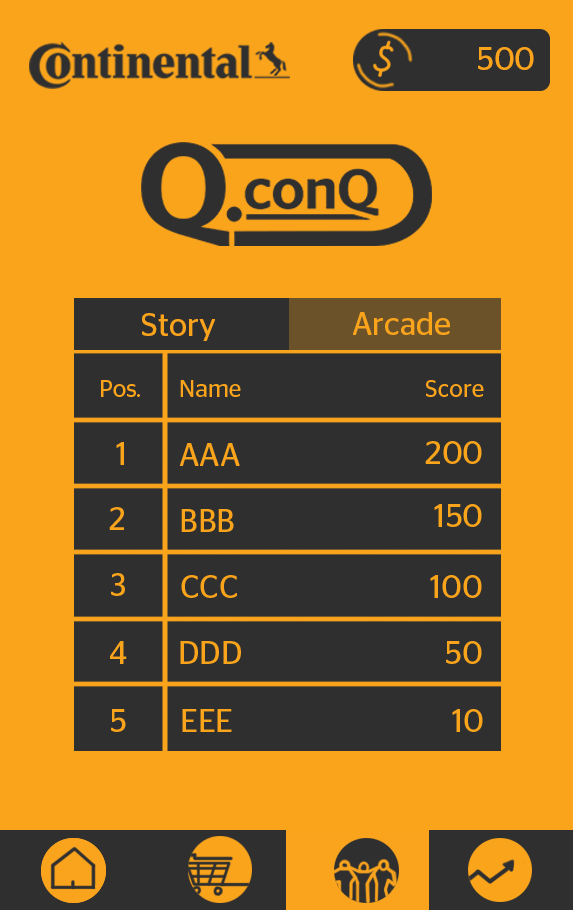 Continental
$ 500
Q.conQ
Story Arcade
Pos. Name Score
1 AAA 200
2 BBB 150
3 CCC 100
4 DDD 50
5 EEE 10